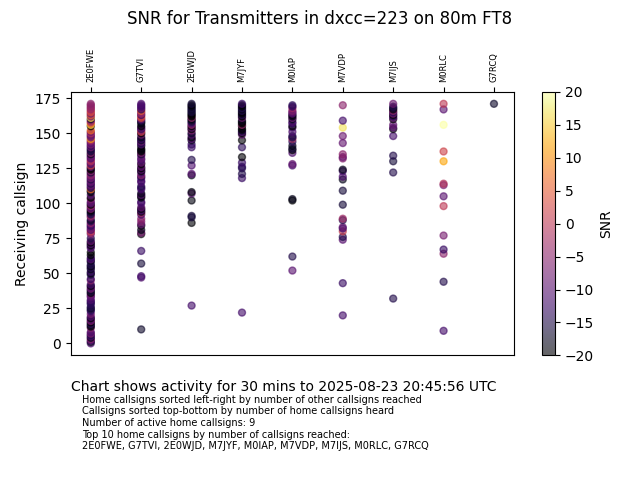 SNR for Transmitters in dxcc=223 on 80m FT8
2E0FWE G7TVI 2E0WJD M7JYF M0IAP M7VDP M7IJS M0RLC G7RCQ
175
150
125
100
75
50
25
0
Receiving callsign
20
15
10
5
0
−5
−10
−15
−20
SNR
Chart shows activity for 30 mins to 2025-08-23 20:45:56 UTC
Home callsigns sorted left-right by number of other callsigns reached
Callsigns sorted top-bottom by number of home callsigns heard
Number of active home callsigns: 9
Top 10 home callsigns by number of callsigns reached:
2E0FWE, G7TVI, 2E0WJD, M7JYF, M0IAP, M7VDP, M7IJS, M0RLC, G7RCQ